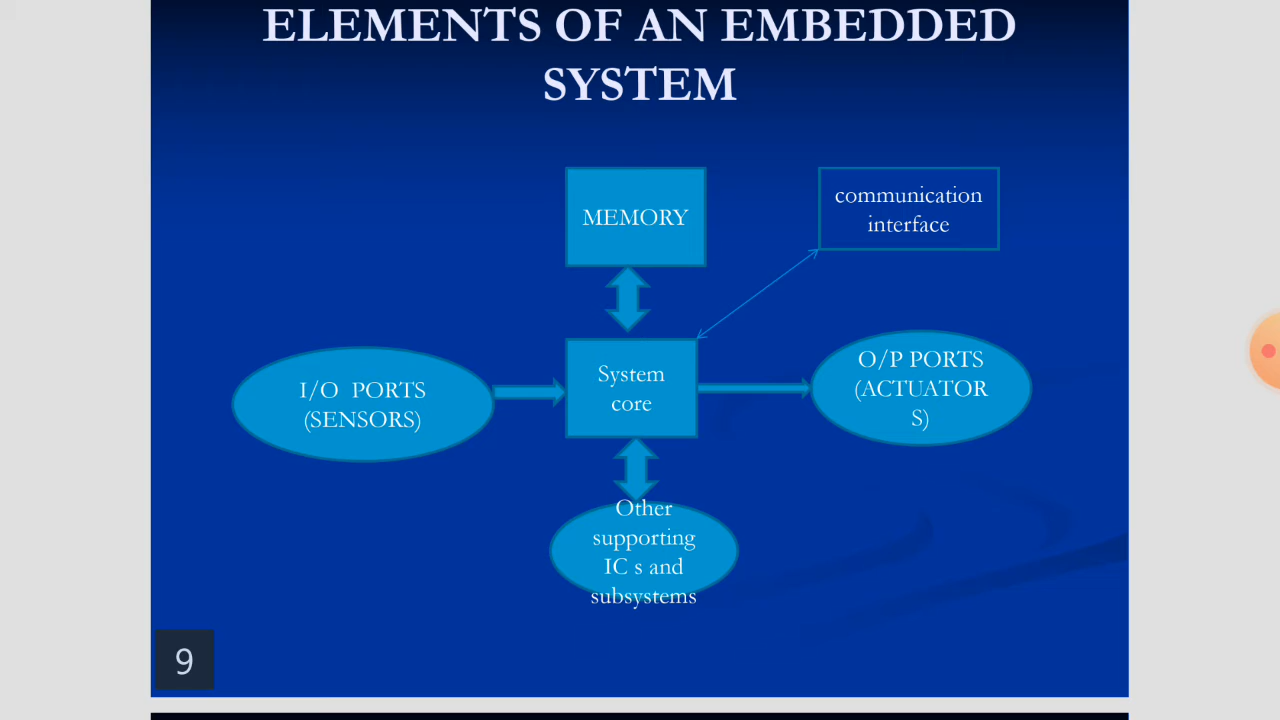 ELEMENTS OF AN EMBEDDED
SYSTEM
MEMORY
communication
interface
I/O PORTS
(SENSORS)
System
core
O/P PORTS
(ACTUATOR
S)
Other
supporting
IC s and
subsystems
9